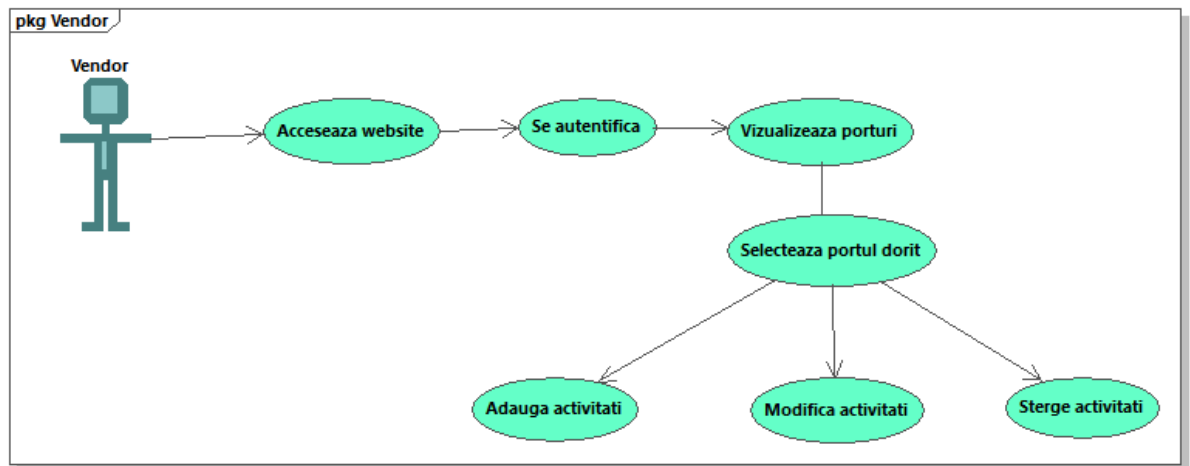 pkg Vendor
Vendor
Acceseaza website
Se autentifica
Vizualizeaza porturi
Selecteaza portul dorit
Adauga activitati
Modifica activitati
Sterge activitati